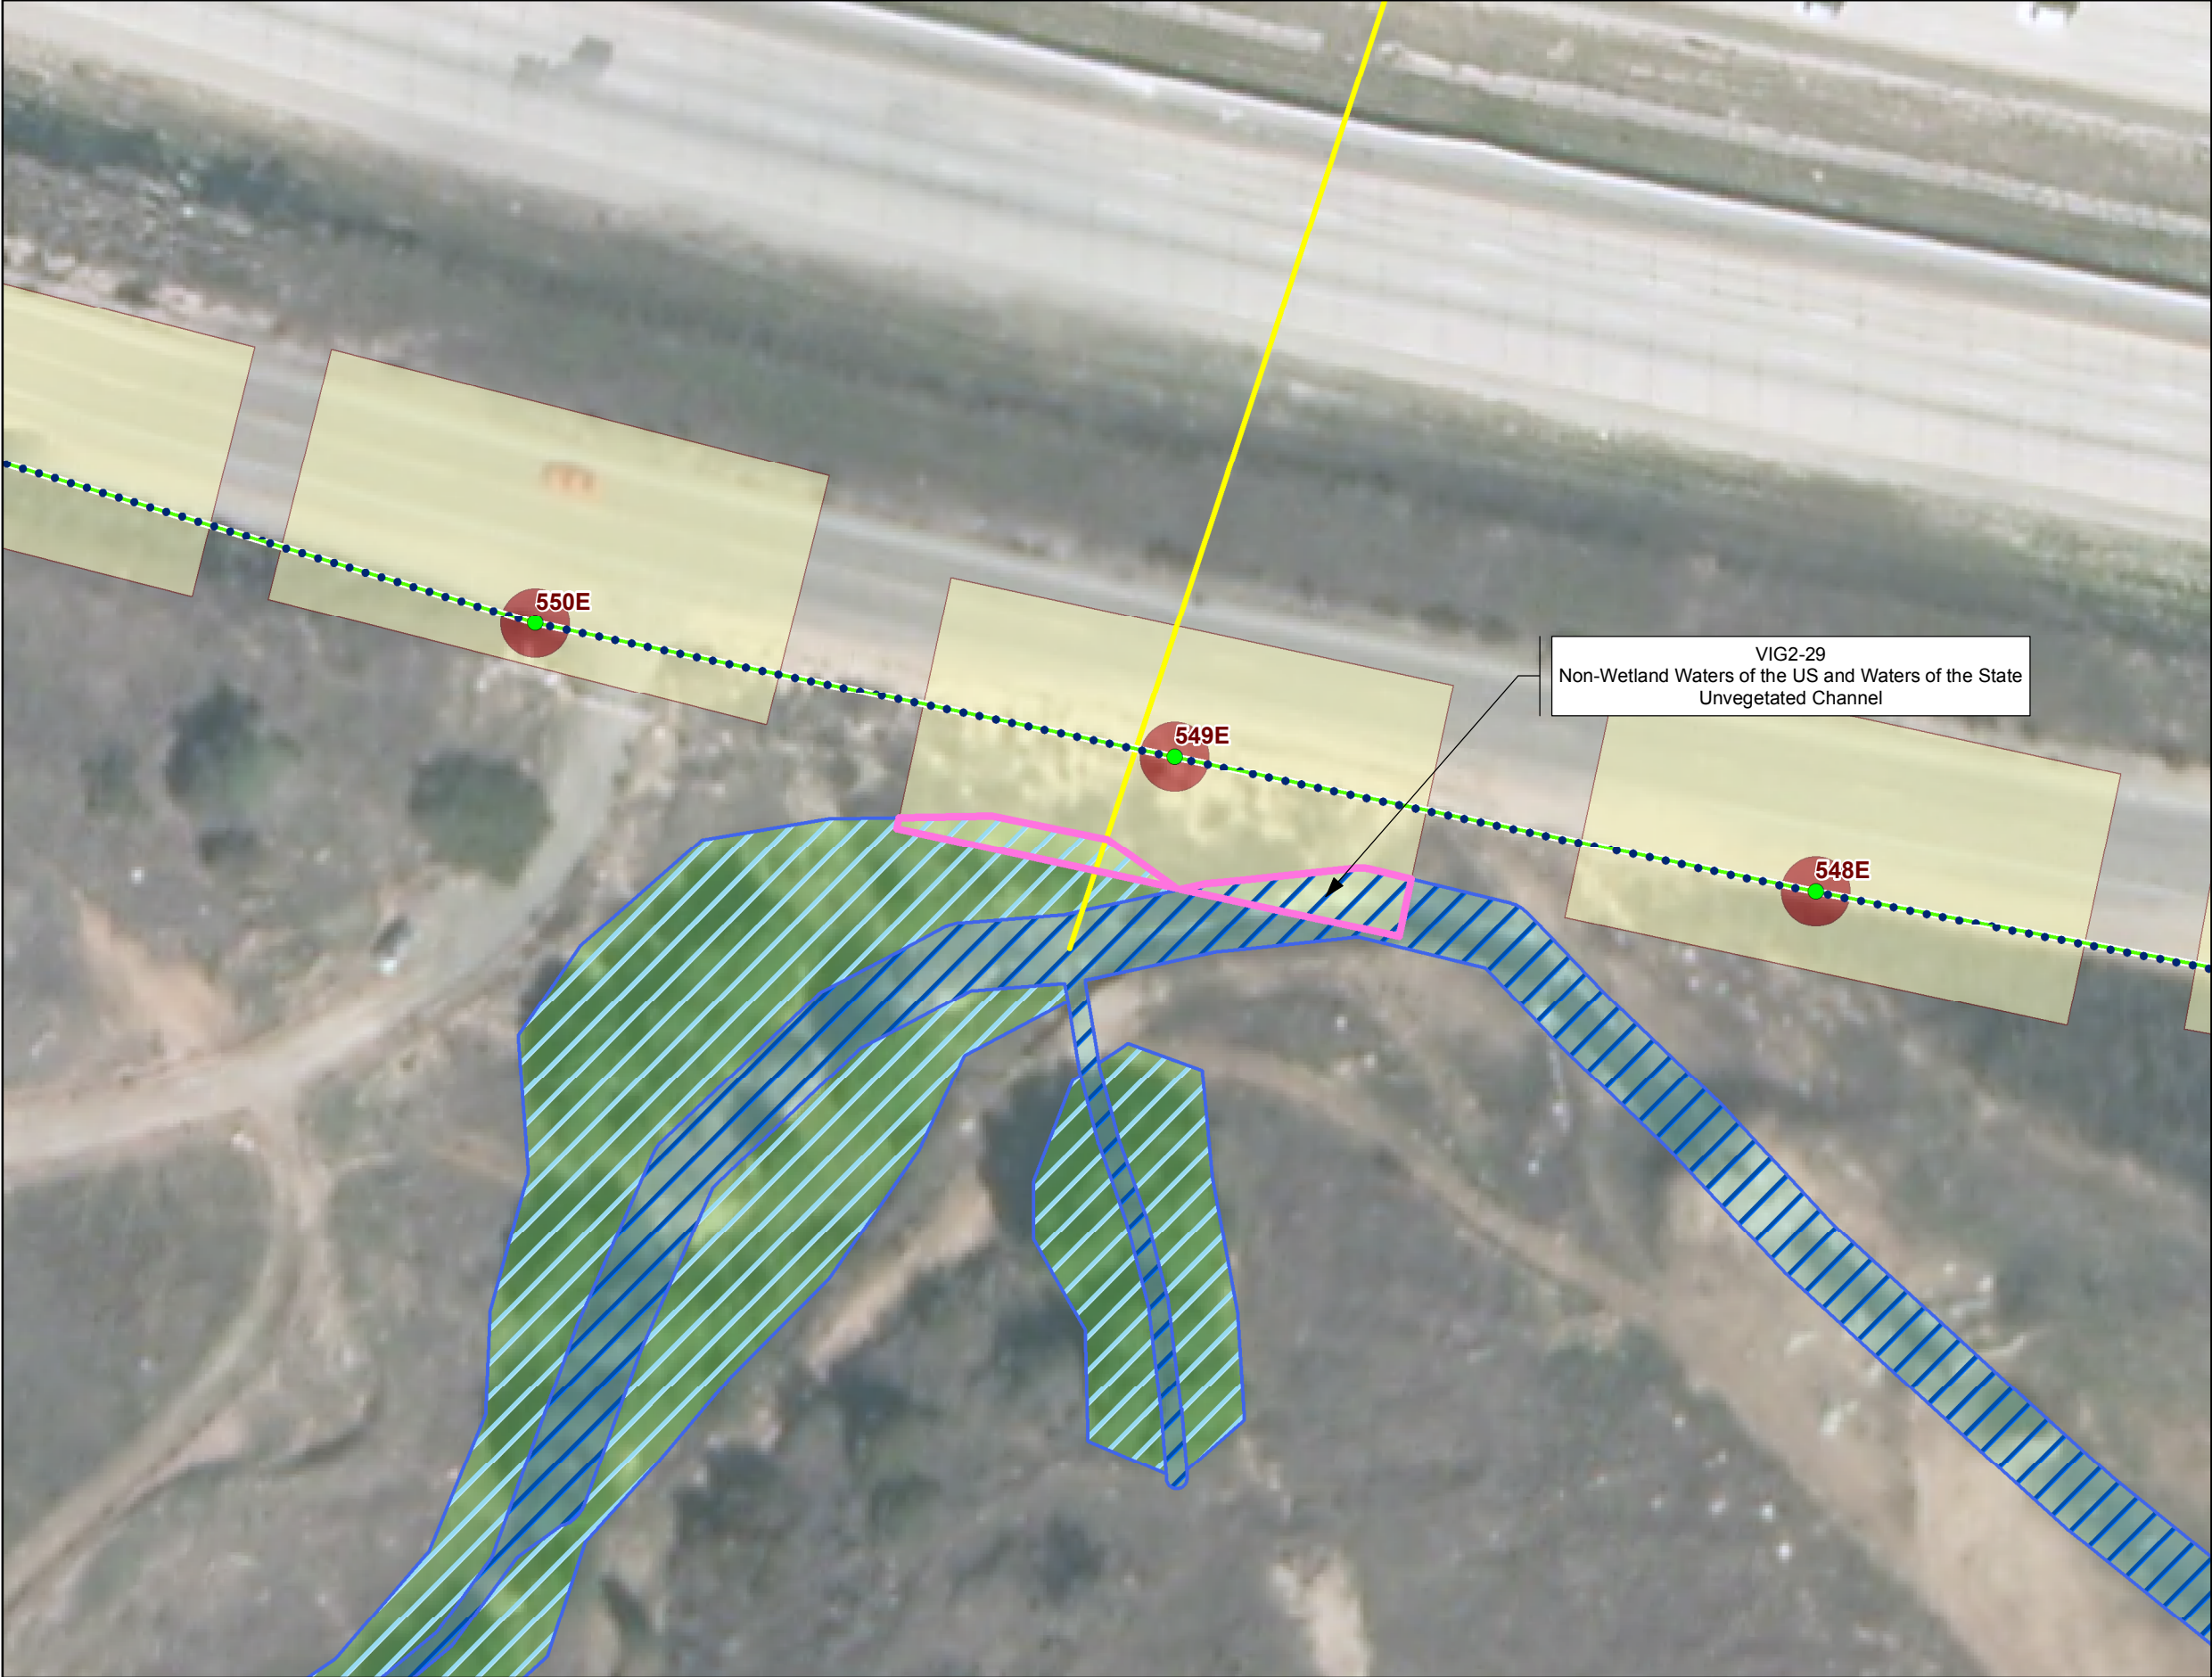 550E
549E
VIG2-29
Non-Wetland Waters of the US and Waters of the State
Unvegetated Channel
548E